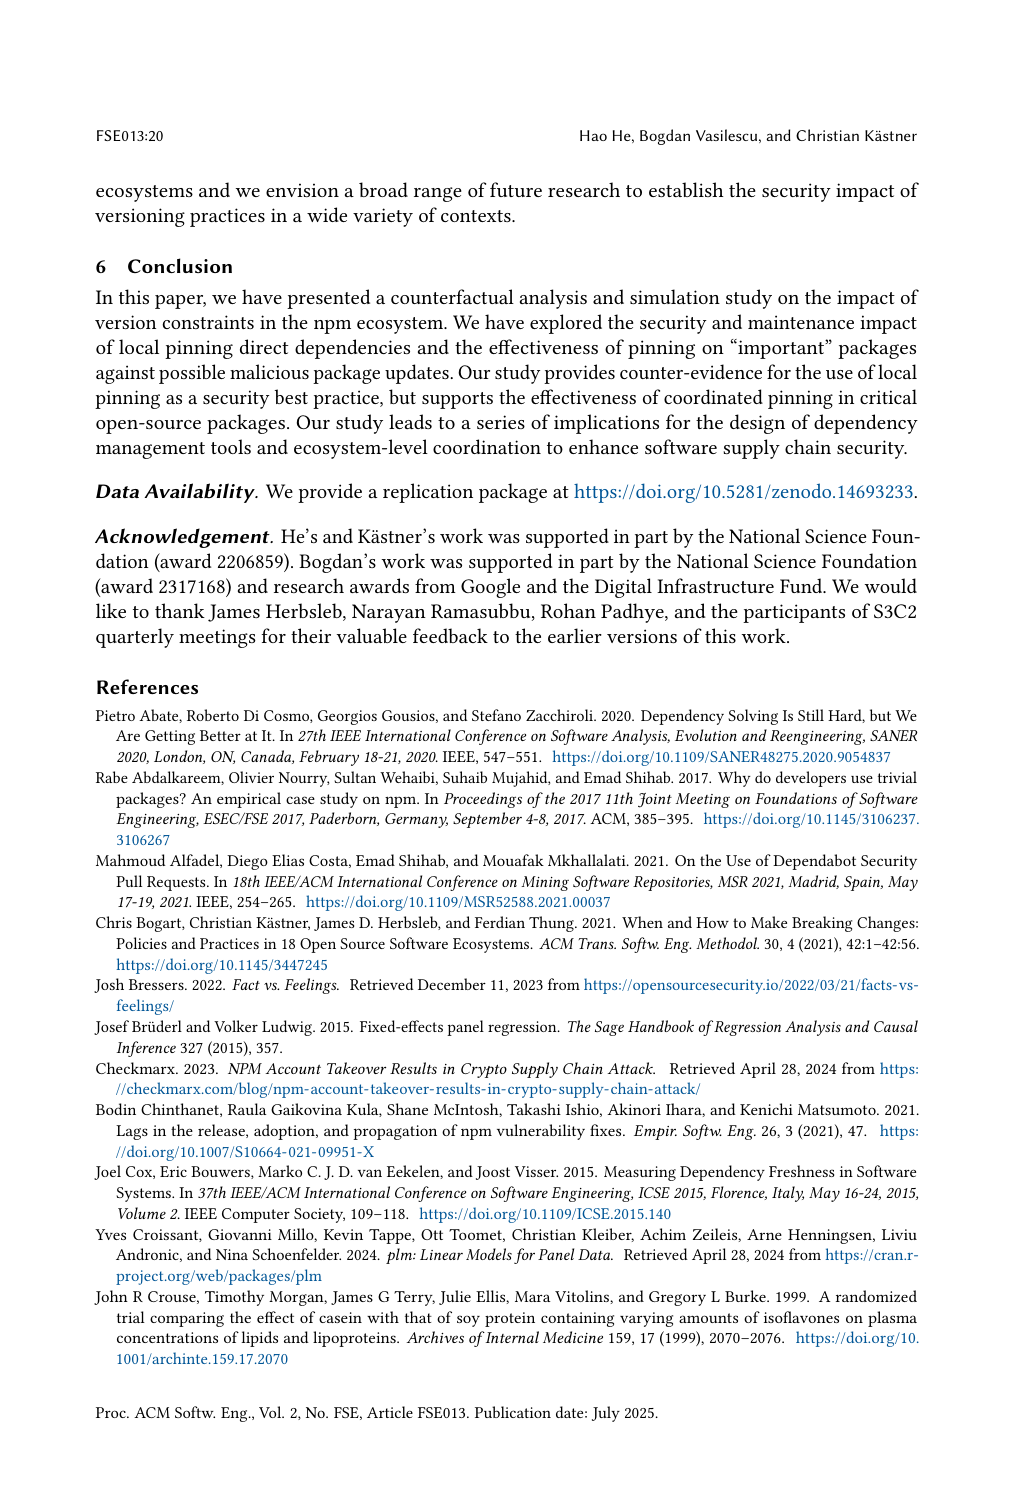 FSE013:20 Hao He, Bogdan Vasilescu, and Christian Kästner
ecosystems and we envision a broad range of future research to establish the security impact of
versioning practices in a wide variety of contexts.
6 Conclusion
In this paper, we have presented a counterfactual analysis and simulation study on the impact of
version constraints in the npm ecosystem. We have explored the security and maintenance impact
of local pinning direct dependencies and the effectiveness of pinning on “important” packages
against possible malicious package updates. Our study provides counter-evidence for the use of local
pinning as a security best practice, but supports the effectiveness of coordinated pinning in critical
open-source packages. Our study leads to a series of implications for the design of dependency
management tools and ecosystem-level coordination to enhance software supply chain security.
Data Availability. We provide a replication package at https://doi.org/10.5281/zenodo.14693233.
Acknowledgement. He’s and Kästner’s work was supported in part by the National Science Foun-
dation (award 2206859). Bogdan’s work was supported in part by the National Science Foundation
(award 2317168) and research awards from Google and the Digital Infrastructure Fund. We would
like to thank James Herbsleb, Narayan Ramasubbu, Rohan Padhye, and the participants of S3C2
quarterly meetings for their valuable feedback to the earlier versions of this work.
References
Pietro Abate, Roberto Di Cosmo, Georgios Gousios, and Stefano Zacchiroli. 2020. Dependency Solving Is Still Hard, but We
Are Getting Better at It. In 27th IEEE International Conference on Software Analysis, Evolution and Reengineering, SANER
2020, London, ON, Canada, February 18-21, 2020. IEEE, 547–551. https://doi.org/10.1109/SANER48275.2020.9054837
Rabe Abdalkareem, Olivier Nourry, Sultan Wehaibi, Suhaib Mujahid, and Emad Shihab. 2017. Why do developers use trivial
packages? An empirical case study on npm. In Proceedings of the 2017 11th Joint Meeting on Foundations of Software
Engineering, ESEC/FSE 2017, Paderborn, Germany, September 4-8, 2017. ACM, 385–395. https://doi.org/10.1145/3106237.
3106267
Mahmoud Alfadel, Diego Elias Costa, Emad Shihab, and Mouafak Mkhallalati. 2021. On the Use of Dependabot Security
Pull Requests. In 18th IEEE/ACM International Conference on Mining Software Repositories, MSR 2021, Madrid, Spain, May
17-19, 2021. IEEE, 254–265. https://doi.org/10.1109/MSR52588.2021.00037
Chris Bogart, Christian Kästner, James D. Herbsleb, and Ferdian Thung. 2021. When and How to Make Breaking Changes:
Policies and Practices in 18 Open Source Software Ecosystems. ACM Trans. Softw. Eng. Methodol. 30, 4 (2021), 42:1–42:56.
https://doi.org/10.1145/3447245
Josh Bressers. 2022. Fact vs. Feelings. Retrieved December 11, 2023 from https://opensourcesecurity.io/2022/03/21/facts-vs-
feelings/
Josef Brüderl and Volker Ludwig. 2015. Fixed-effects panel regression. The Sage Handbook of Regression Analysis and Causal
Inference 327 (2015), 357.
Checkmarx. 2023. NPM Account Takeover Results in Crypto Supply Chain Attack. Retrieved April 28, 2024 from https:
//checkmarx.com/blog/npm-account-takeover-results-in-crypto-supply-chain-attack/
Bodin Chinthanet, Raula Gaikovina Kula, Shane McIntosh, Takashi Ishio, Akinori Ihara, and Kenichi Matsumoto. 2021.
Lags in the release, adoption, and propagation of npm vulnerability fixes. Empir. Softw. Eng. 26, 3 (2021), 47. https:
//doi.org/10.1007/S10664-021-09951-X
Joel Cox, Eric Bouwers, Marko C. J. D. van Eekelen, and Joost Visser. 2015. Measuring Dependency Freshness in Software
Systems. In 37th IEEE/ACM International Conference on Software Engineering, ICSE 2015, Florence, Italy, May 16-24, 2015,
Volume 2. IEEE Computer Society, 109–118. https://doi.org/10.1109/ICSE.2015.140
Yves Croissant, Giovanni Millo, Kevin Tappe, Ott Toomet, Christian Kleiber, Achim Zeileis, Arne Henningsen, Liviu
Andronic, and Nina Schoenfelder. 2024. plm: Linear Models for Panel Data. Retrieved April 28, 2024 from https://cran.r-
project.org/web/packages/plm
John R Crouse, Timothy Morgan, James G Terry, Julie Ellis, Mara Vitolins, and Gregory L Burke. 1999. A randomized
trial comparing the effect of casein with that of soy protein containing varying amounts of isoflavones on plasma
concentrations of lipids and lipoproteins. Archives of Internal Medicine 159, 17 (1999), 2070–2076. https://doi.org/10.
1001/archinte.159.17.2070
Proc. ACM Softw. Eng., Vol. 2, No. FSE, Article FSE013. Publication date: July 2025.